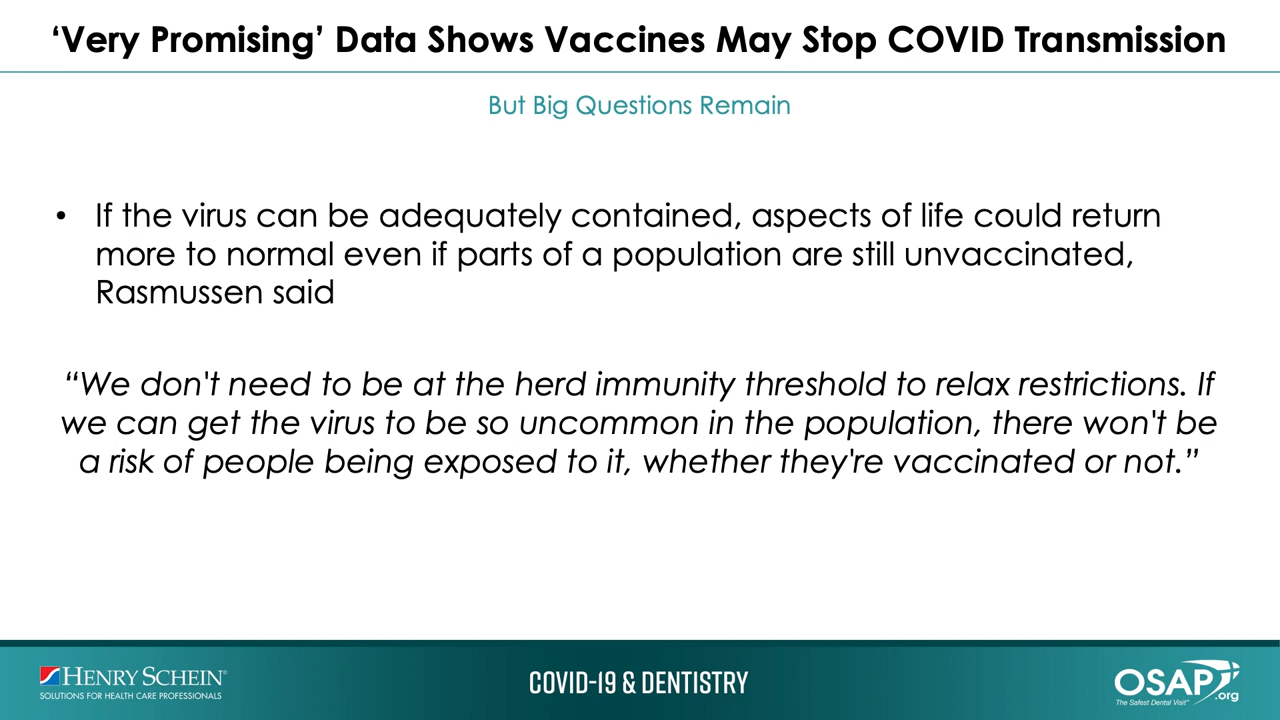 ‘Very Promising’ Data Shows Vaccines May Stop COVID Transmission
But Big Questions Remain
• If the virus can be adequately contained, aspects of life could return
more to normal even if parts of a population are still unvaccinated,
Rasmussen said
“We don't need to be at the herd immunity threshold to relax restrictions. If
we can get the virus to be so uncommon in the population, there won't be
a risk of people being exposed to it, whether they're vaccinated or not.”
HENRY SCHEIN®
SOLUTIONS FOR HEALTH CARE PROFESSIONALS
COVID-19 & DENTISTRY
OSAP.org
The Safest Dental Visit™